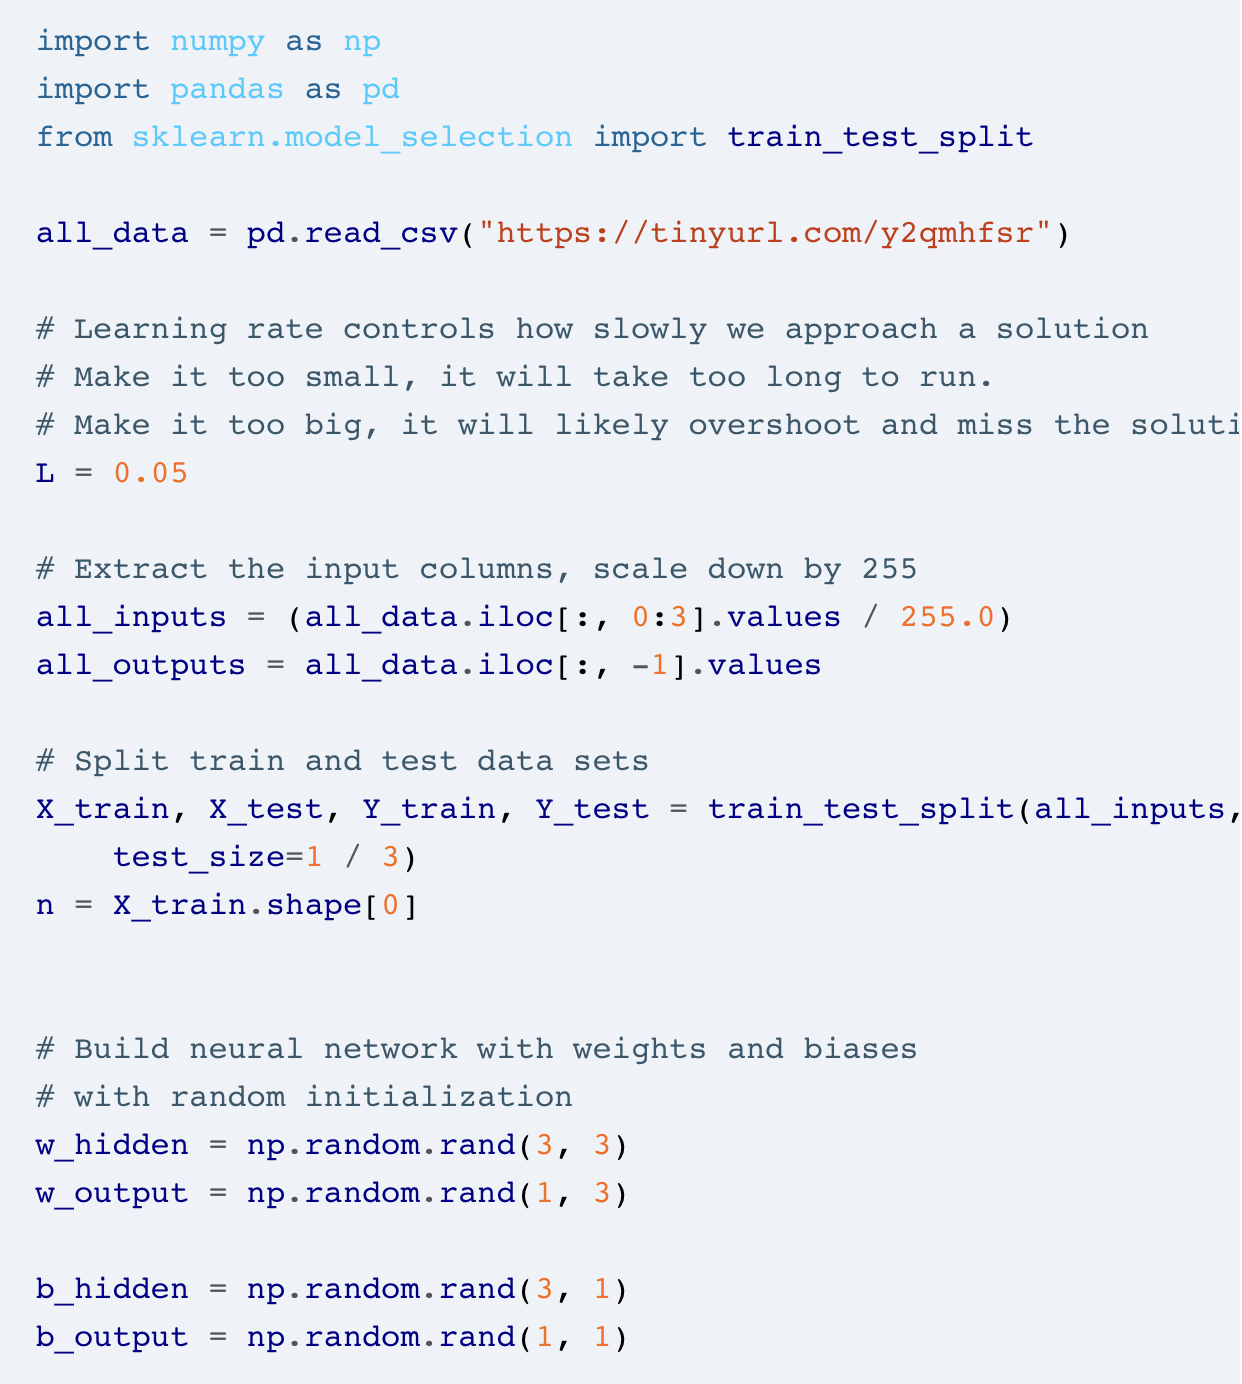 import numpy as np
import pandas as pd
from sklearn.model_selection import train_test_split
all_data = pd.read_csv("https://tinyurl.com/y2qmhfsr")
# Learning rate controls how slowly we approach a solution
# Make it too small, it will take too long to run.
# Make it too big, it will likely overshoot and miss the soluti
L = 0.05
# Extract the input columns, scale down by 255
all_inputs = (all_data.iloc[:, 0:3].values / 255.0)
all_outputs = all_data.iloc[:, -1].values
# Split train and test data sets
X_train, X_test, Y_train, Y_test = train_test_split(all_inputs,
    test_size=1 / 3)
n = X_train.shape[0]
# Build neural network with weights and biases
# with random initialization
w_hidden = np.random.rand(3, 3)
w_output = np.random.rand(1, 3)
b_hidden = np.random.rand(3, 1)
b_output = np.random.rand(1, 1)